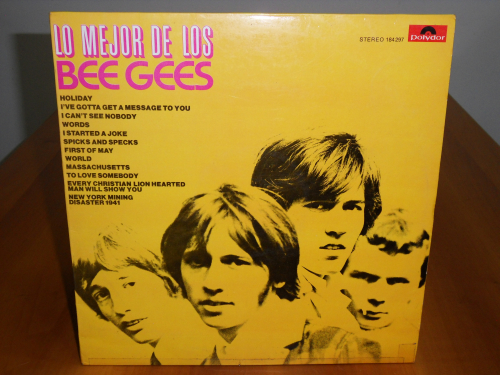 LO MEJOR DE LOS
BEE GEES
STEREO 184297
Polydor
HOLIDAY
I'VE GOTTA GET A MESSAGE TO YOU
I CAN'T SEE NOBODY
WORDS
I STARTED A JOKE
SPICKS AND SPECKS
FIRST OF MAY
WORLD
MASSACHUSETTS
TO LOVE SOMEBODY
EVERY CHRISTIAN LION HEARTED
MAN WILL SHOW YOU
NEW YORK MINING
DISASTER 1941